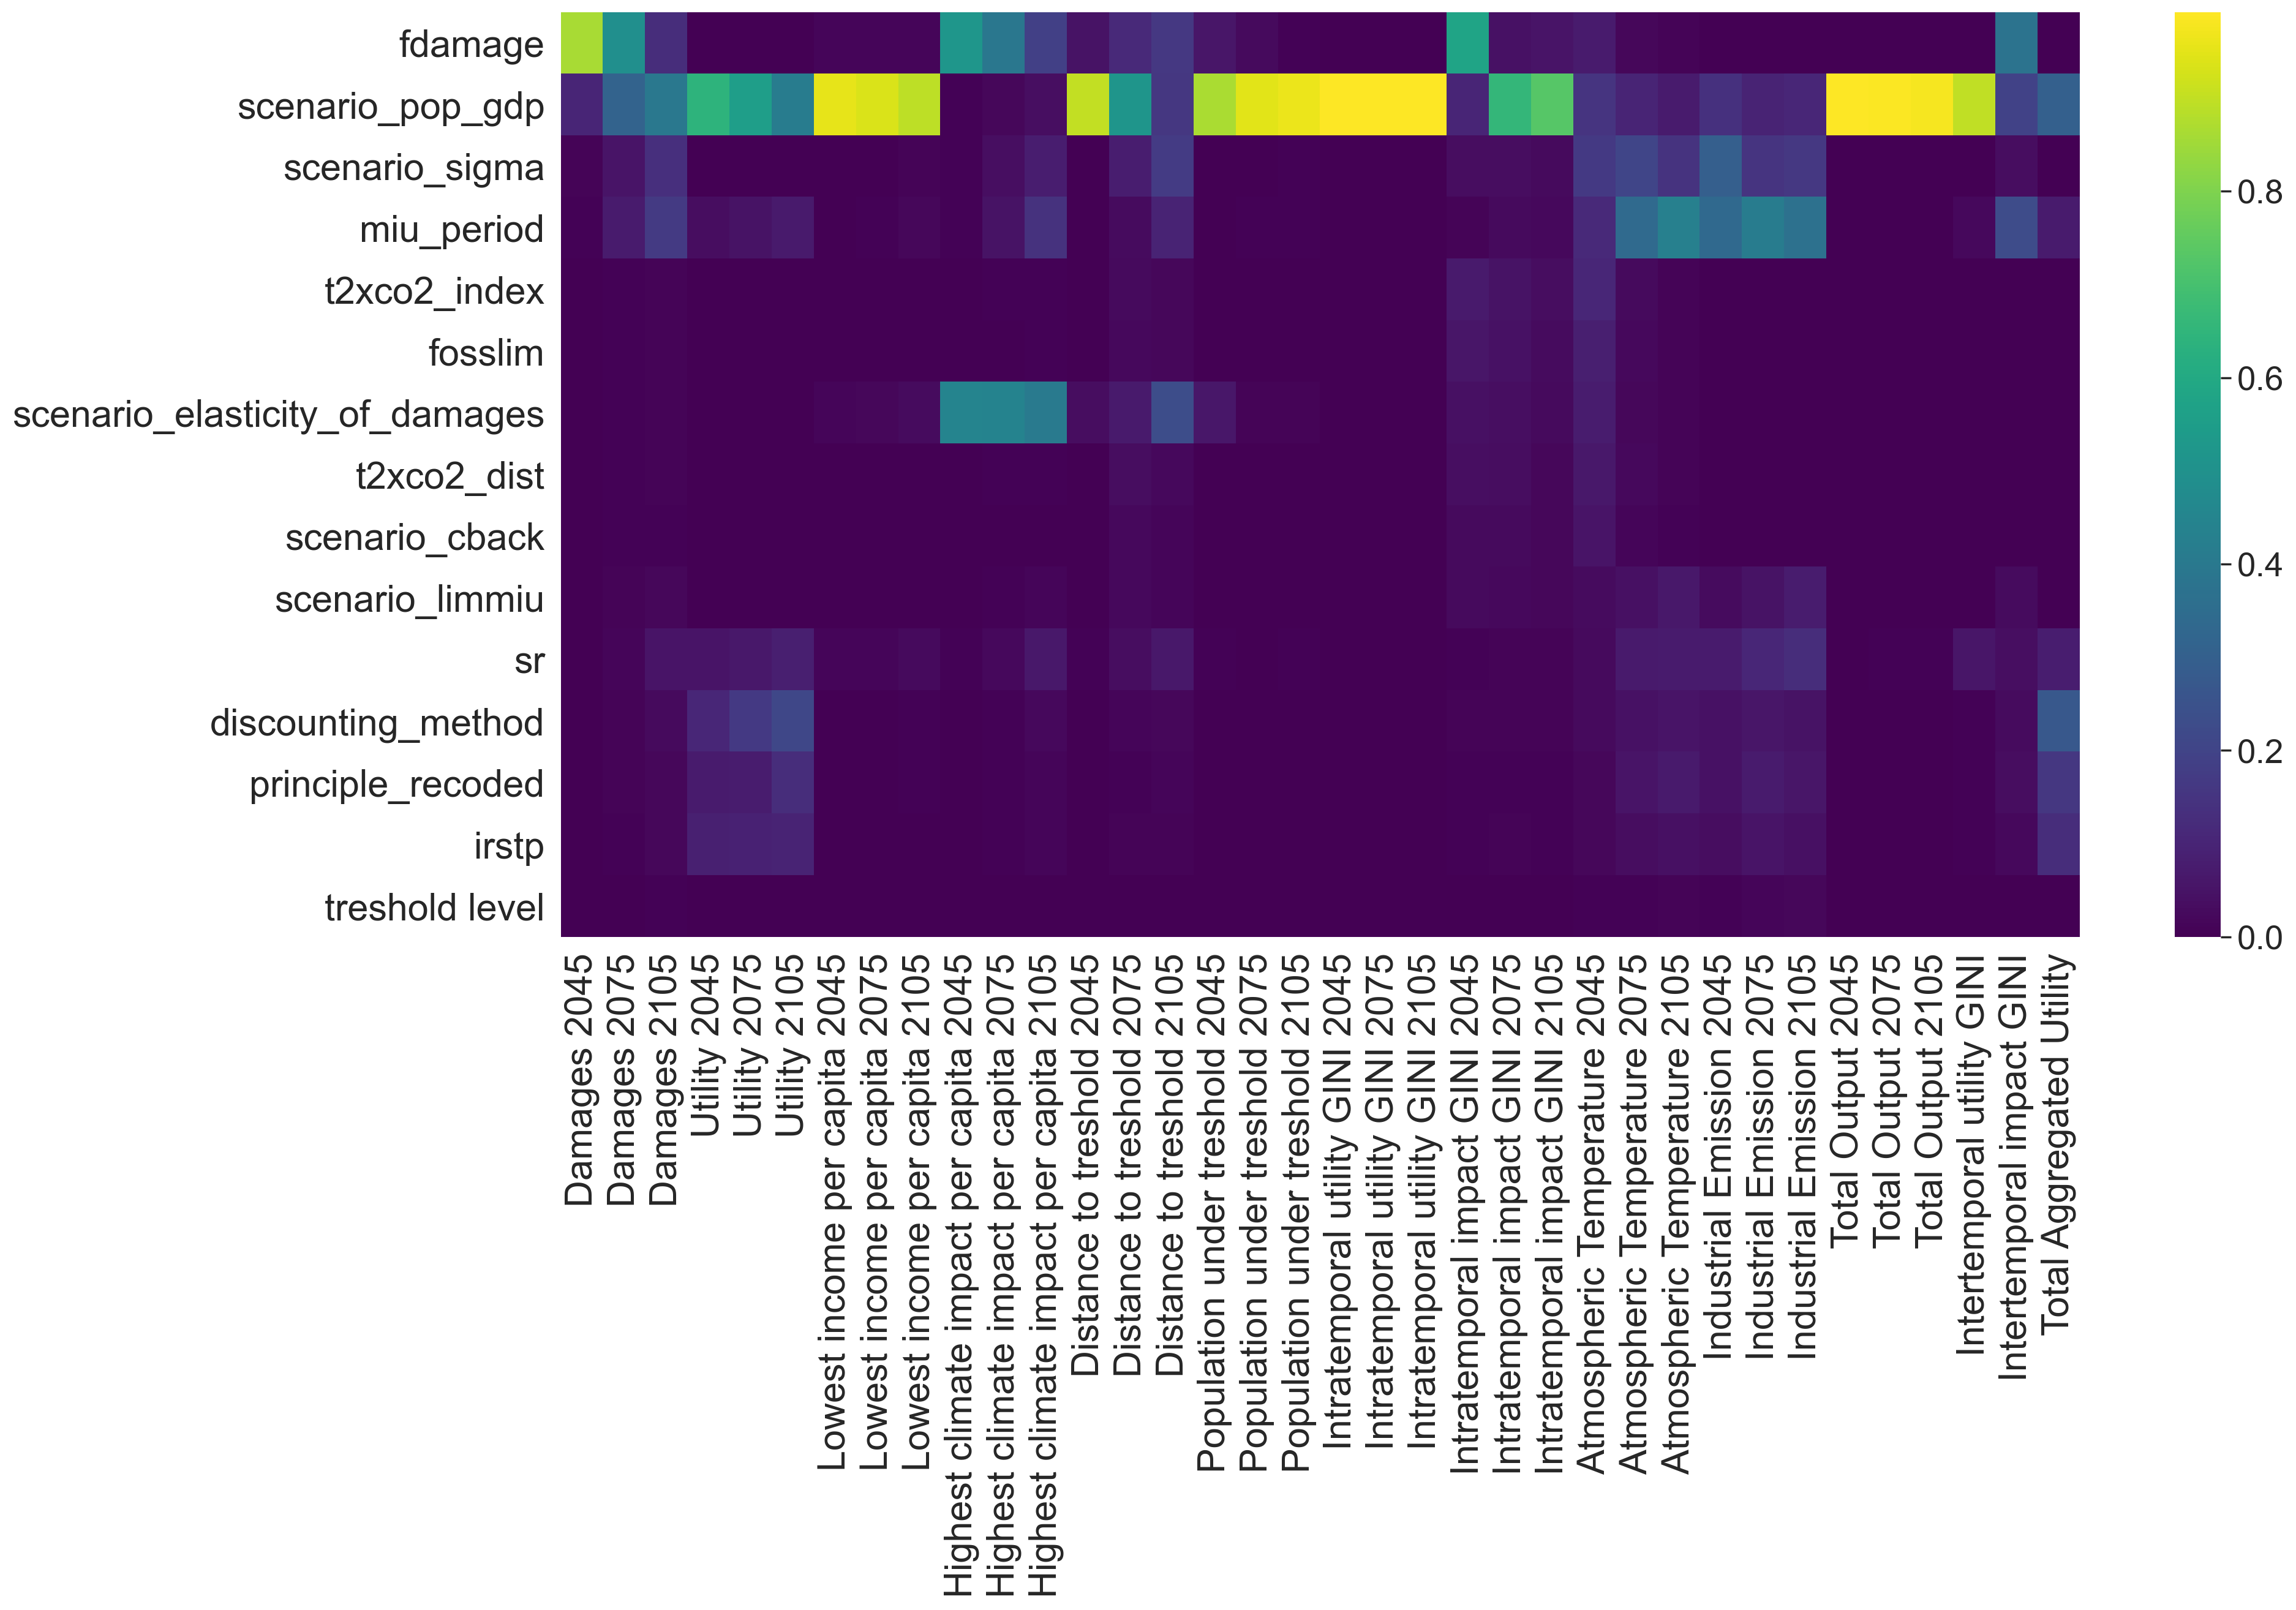 fdamage
scenario_pop_gdp
scenario_sigma
miu_period
t2xco2_index
fosslim
scenario_elasticity_of_damages
t2xco2_dist
scenario_cback
scenario_limmiu
sr
discounting_method
principle_recoded
irstp
treshold level
Damages 2045
Damages 2075
Damages 2105
Utility 2045
Utility 2075
Utility 2105
Lowest income per capita 2045
Lowest income per capita 2075
Lowest income per capita 2105
Highest climate impact per capita 2045
Highest climate impact per capita 2075
Highest climate impact per capita 2105
Distance to treshold 2045
Distance to treshold 2075
Distance to treshold 2105
Population under treshold 2045
Population under treshold 2075
Population under treshold 2105
Intratemporal utility GINI 2045
Intratemporal utility GINI 2075
Intratemporal utility GINI 2105
Intratemporal impact GINI 2045
Intratemporal impact GINI 2075
Intratemporal impact GINI 2105
Atmospheric Temperature 2045
Atmospheric Temperature 2075
Atmospheric Temperature 2105
Industrial Emission 2045
Industrial Emission 2075
Industrial Emission 2105
Total Output 2045
Total Output 2075
Total Output 2105
Intertemporal utility GINI
Intertemporal impact GINI
Total Aggregated Utility
0.8
0.6
0.4
0.2
0.0